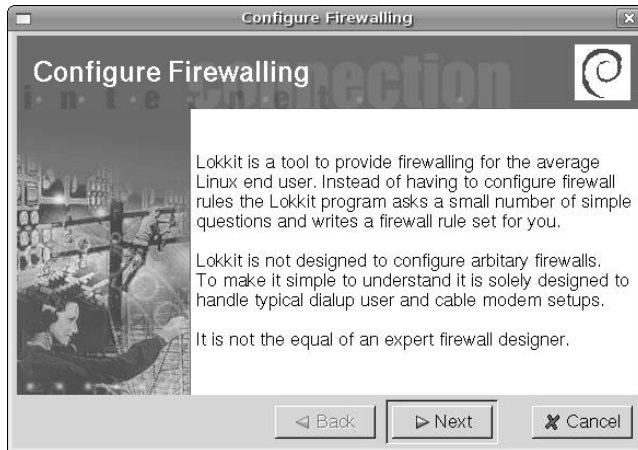 Configure Firewalling
Configure Firewalling
connection
internet
Lokkit is a tool to provide firewalling for the average
Linux end user. Instead of having to configure firewall
rules the Lokkit program asks a small number of simple
questions and writes a firewall rule set for you.
Lokkit is not designed to configure arbitary firewalls.
To make it simple to understand it is solely designed to
handle typical dialup user and cable modem setups.
It is not the equal of an expert firewall designer.
Back
Next
Cancel